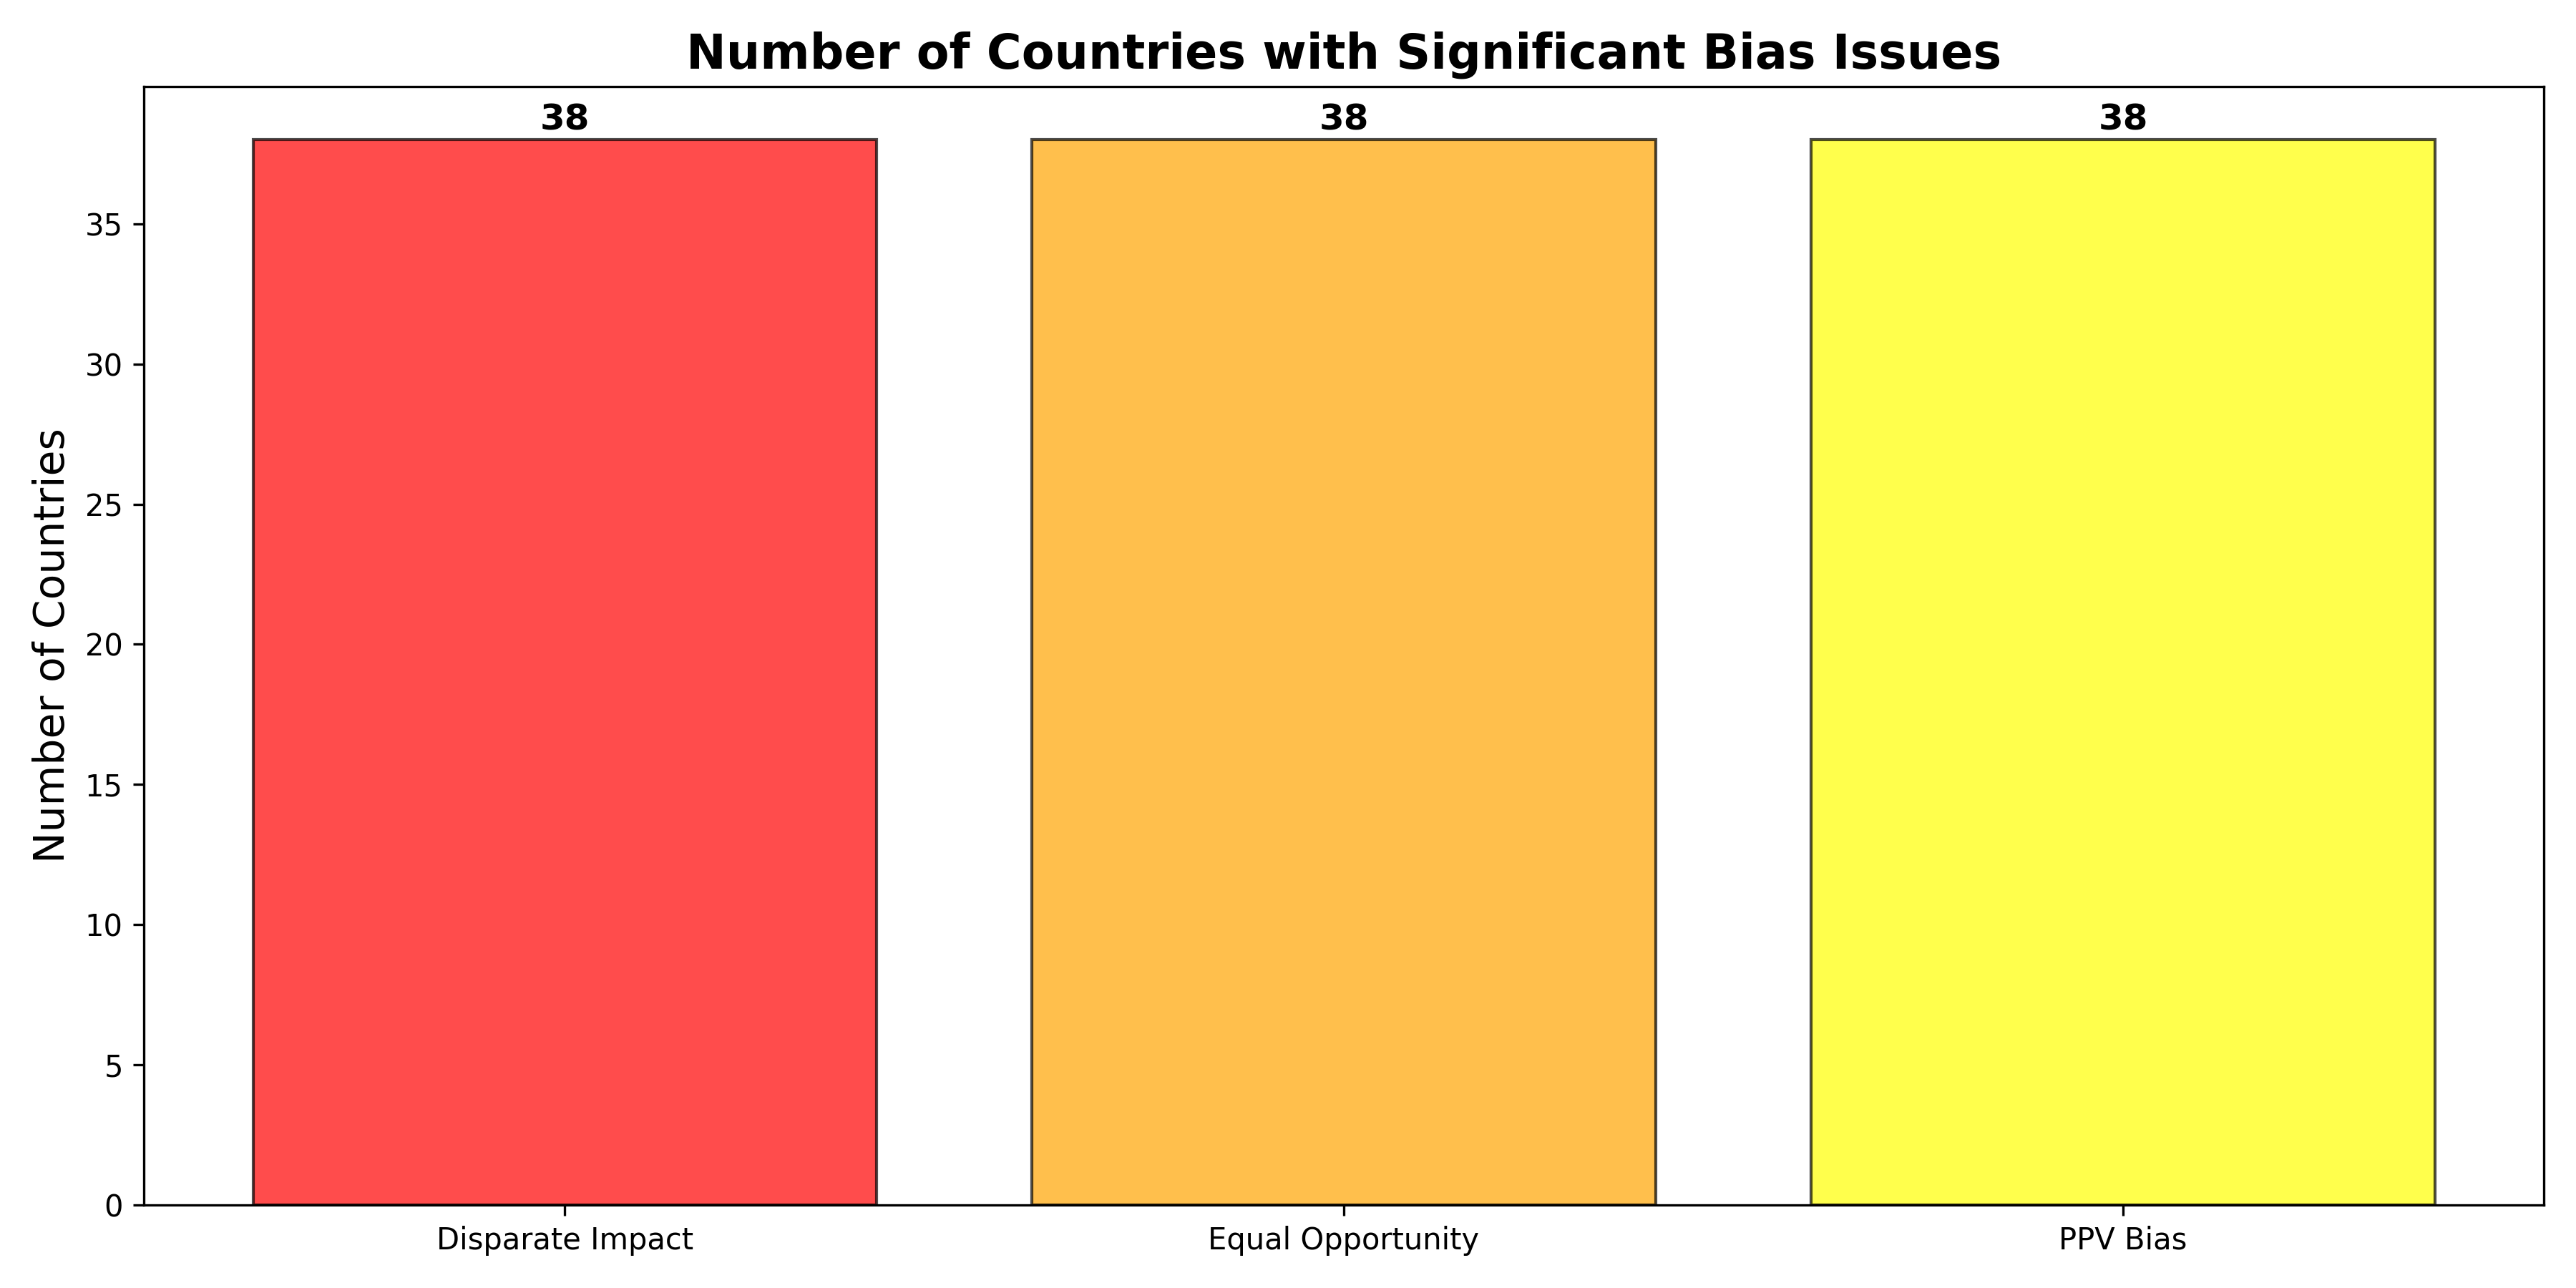 Number of Countries with Significant Bias Issues
38
38
38
35
30
25
20
15
10
5
0
Number of Countries
Disparate Impact
Equal Opportunity
PPV Bias